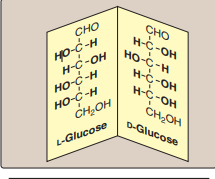 CHO
HO-C-H
H-C-OH
HO-C-H
HO-C-H
CH₂OH
L-Glucose
CHO
H-C-OH
HO-C-H
H-C-OH
H-C-OH
CH₂OH
D-Glucose